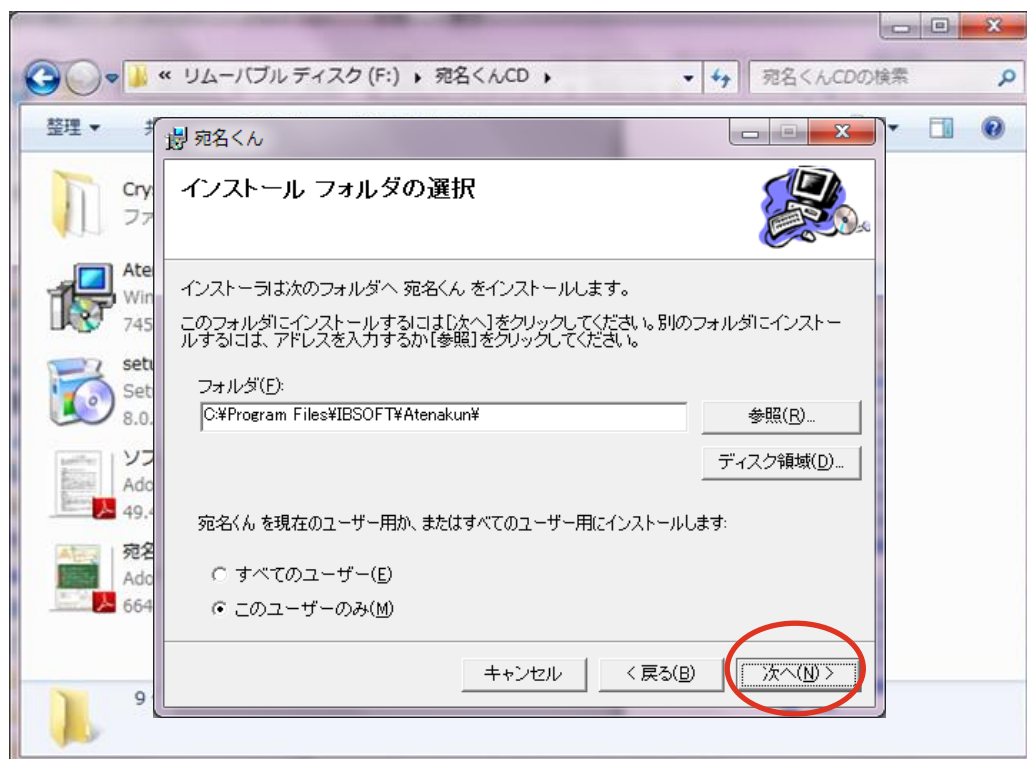 « リムーバブル ディスク (F:) ▸ 宛名くんCD ▸
宛名くんCDの検索
整理 ▼
宛名くん
インストール フォルダの選択
Cry
ファ
Ate
Win
745
setu
Set
8.0.
ソフ
Ado
49.4
宛名
Ado
664
インストーラは次のフォルダへ 宛名くん をインストールします。
このフォルダにインストールするには[次へ]をクリックしてください。別のフォルダにインストー
ルするには、アドレスを入力するか[参照]をクリックしてください。
フォルダ(F):
C:¥Program Files¥IBSOFT¥Atenakun¥
参照(R)...
ディスク領域(D)...
宛名くん を現在のユーザー用か、またはすべてのユーザー用にインストールします:
すべてのユーザー(E)
このユーザーのみ(M)
キャンセル
< 戻る(B)
次へ(N) >
9